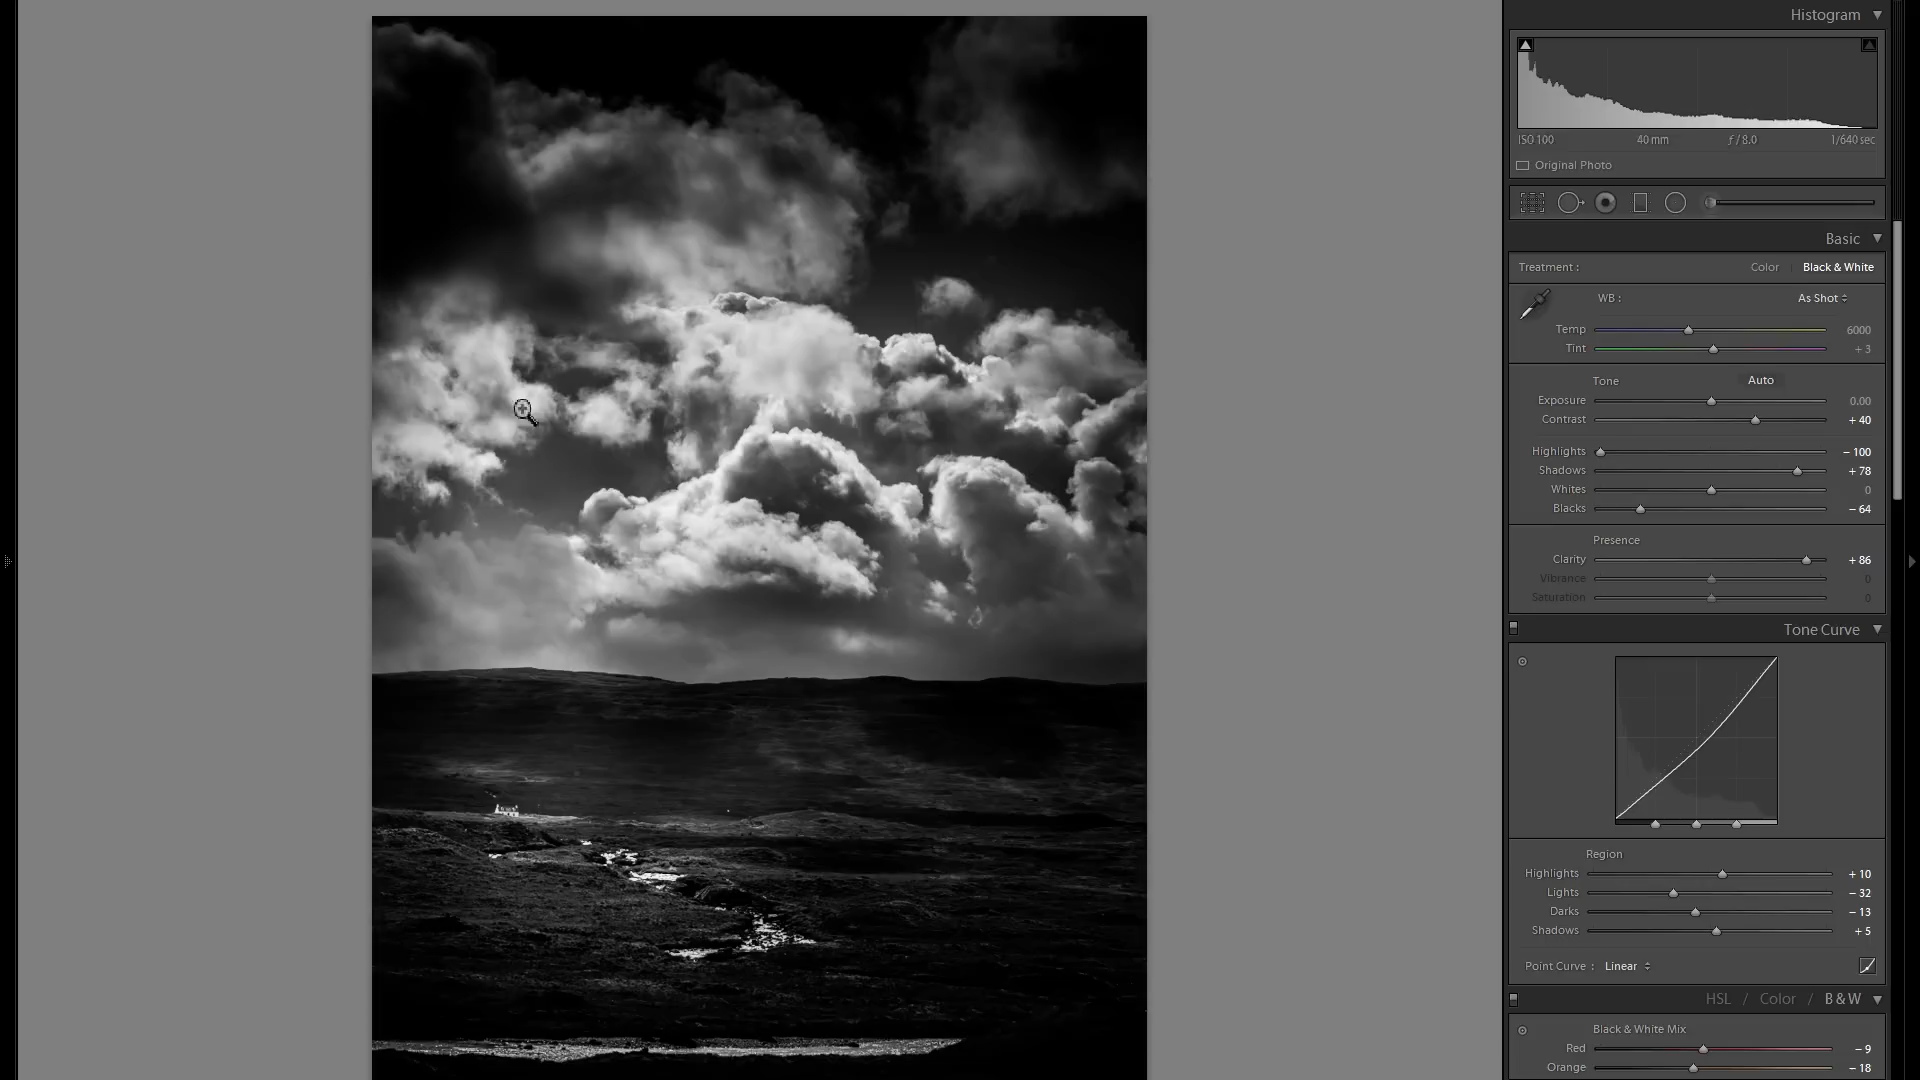 Histogram
ISO 100 40 mm ƒ / 8.0 1/640 sec
Original Photo
Basic
Treatment : Color Black & White
WB : As Shot
Temp 6000
Tint + 3
Tone Auto
Exposure 0.00
Contrast + 40
Highlights − 100
Shadows + 78
Whites 0
Blacks − 64
Presence
Clarity + 86
Vibrance 0
Saturation 0
Tone Curve
Region
Highlights + 10
Lights − 32
Darks − 13
Shadows + 5
Point Curve : Linear
HSL / Color / B & W
Black & White Mix
Red − 9
Orange − 18